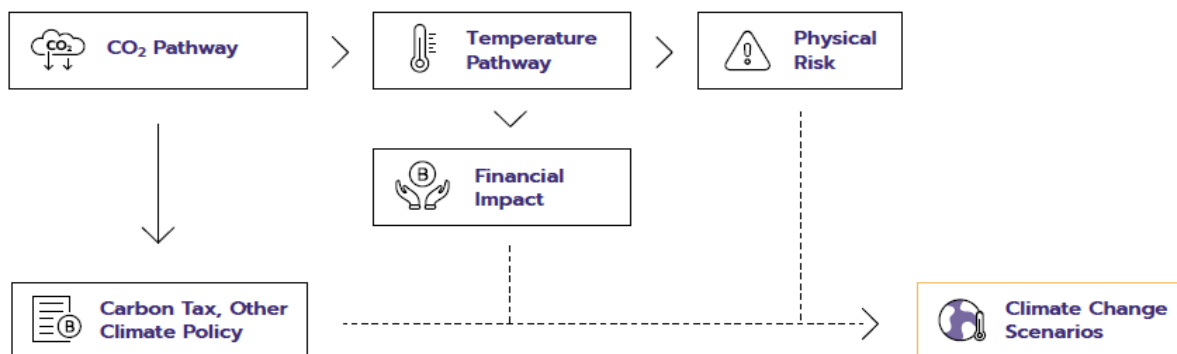 CO₂
CO₂ Pathway
Temperature
Pathway
Physical
Risk
B
Financial
Impact
B
Carbon Tax, Other
Climate Policy
Climate Change
Scenarios